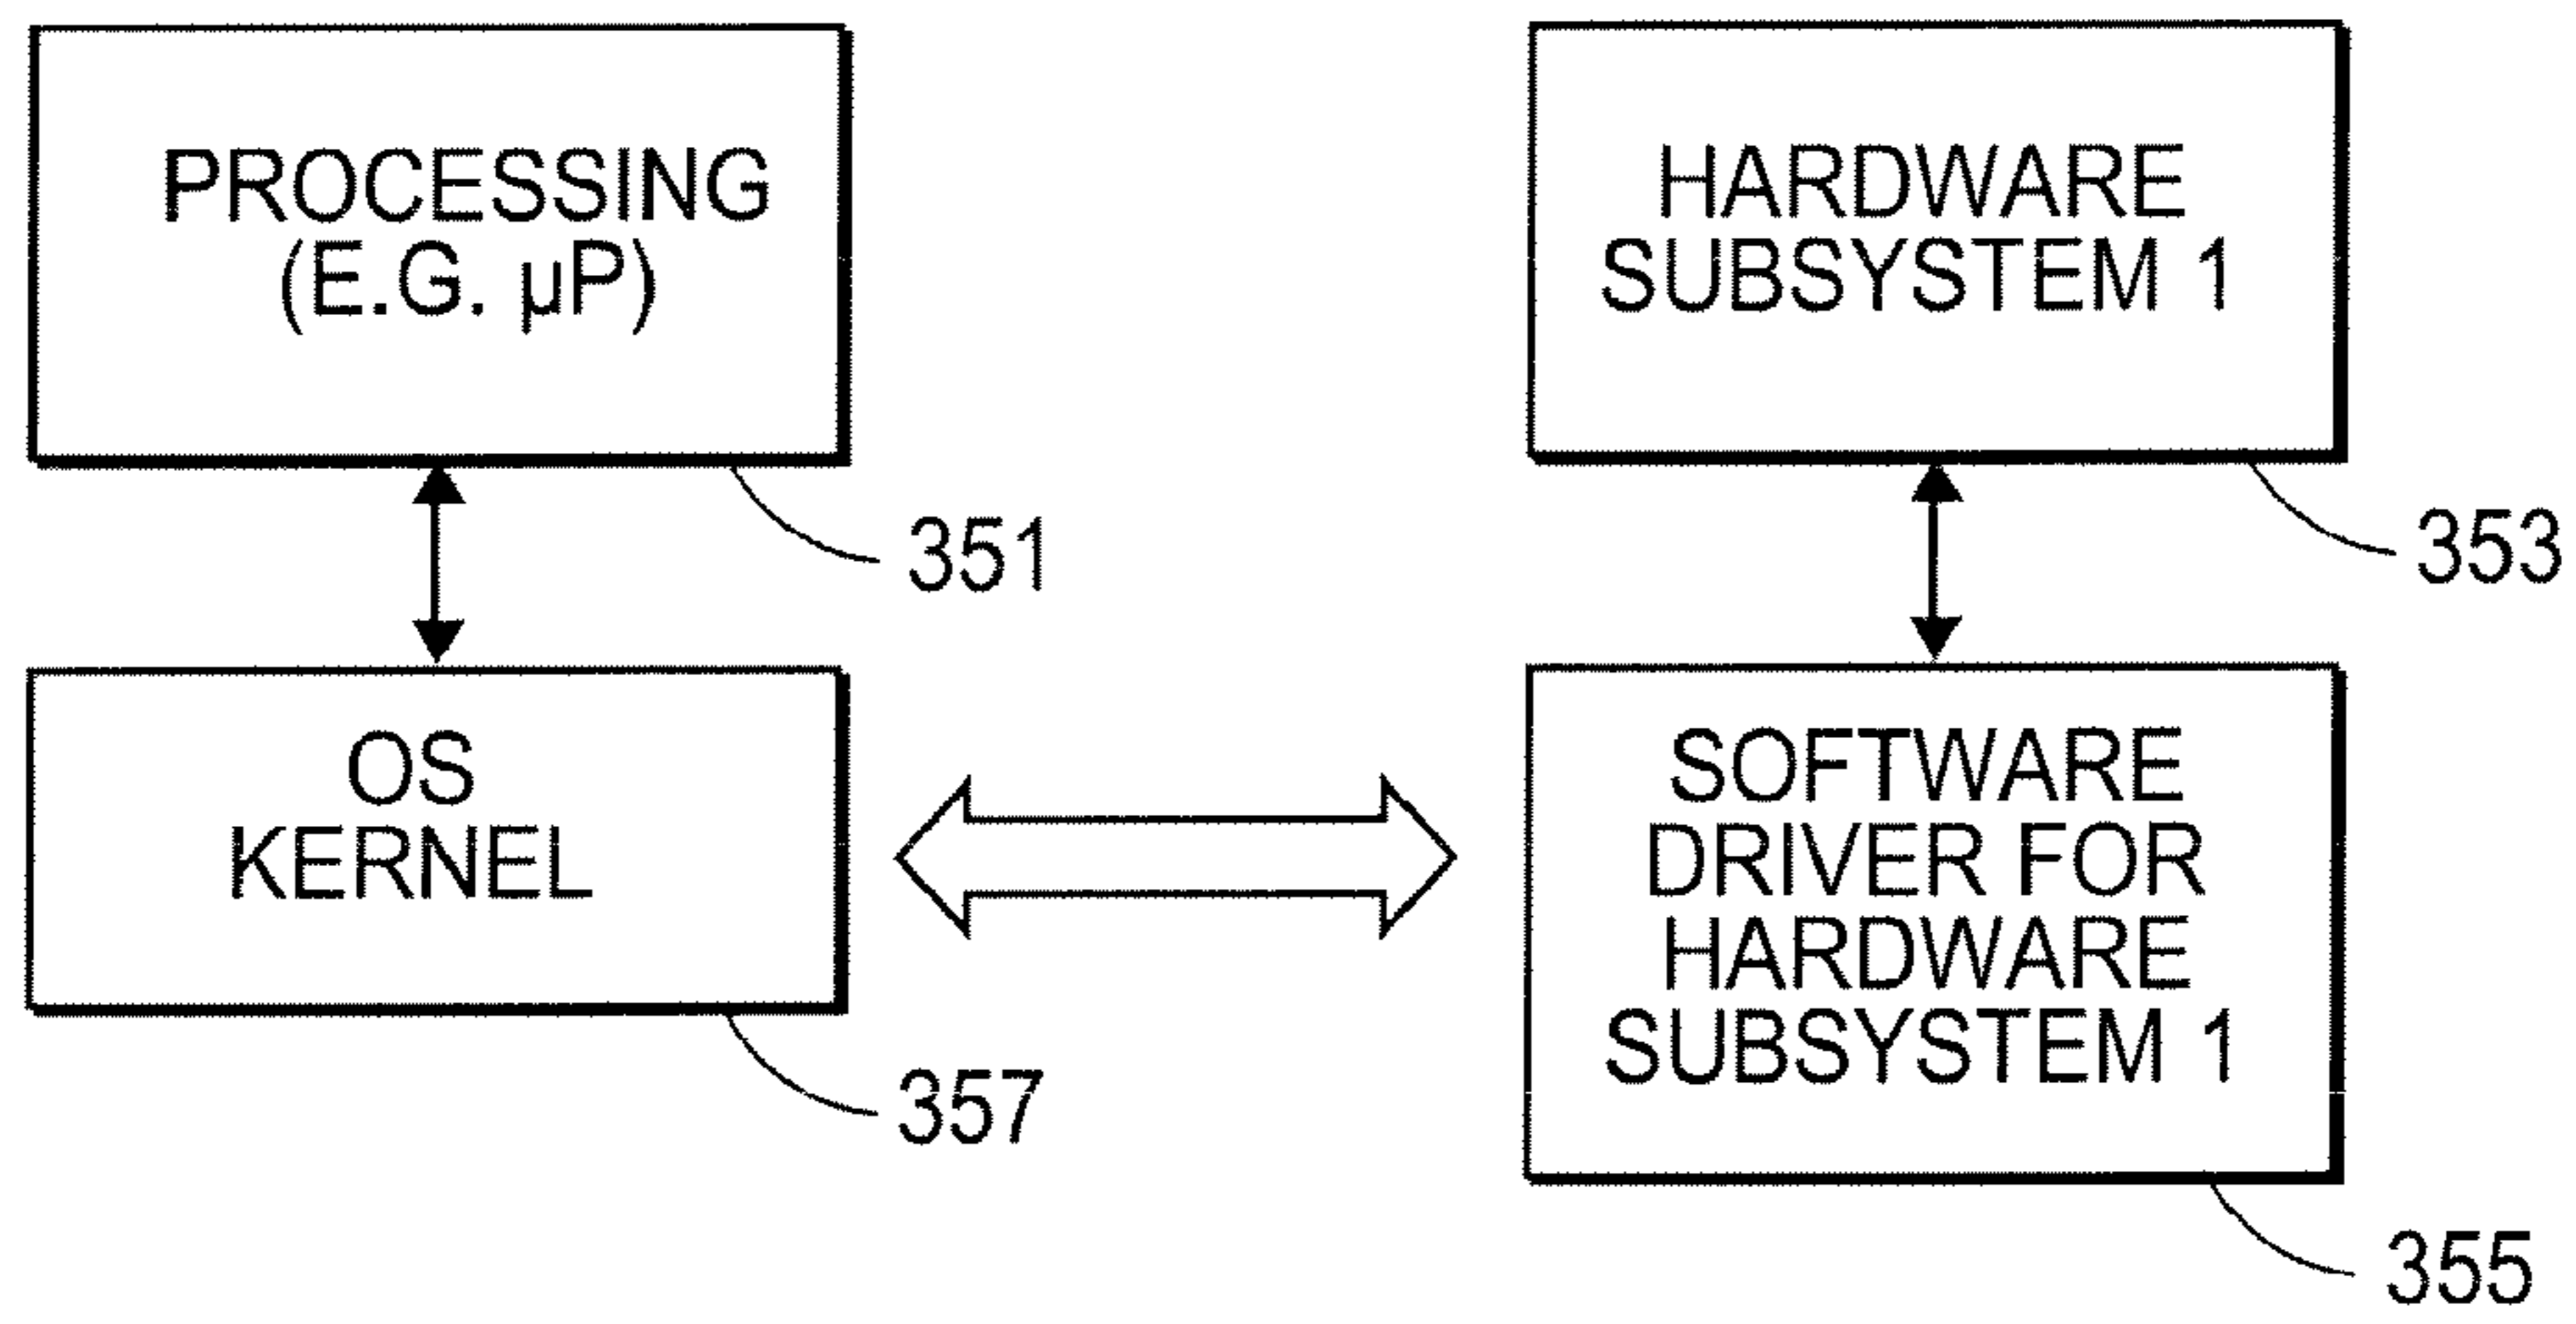 PROCESSING
(E.G. µP)
351
HARDWARE
SUBSYSTEM 1
353
OS
KERNEL
357
SOFTWARE
DRIVER FOR
HARDWARE
SUBSYSTEM 1
355